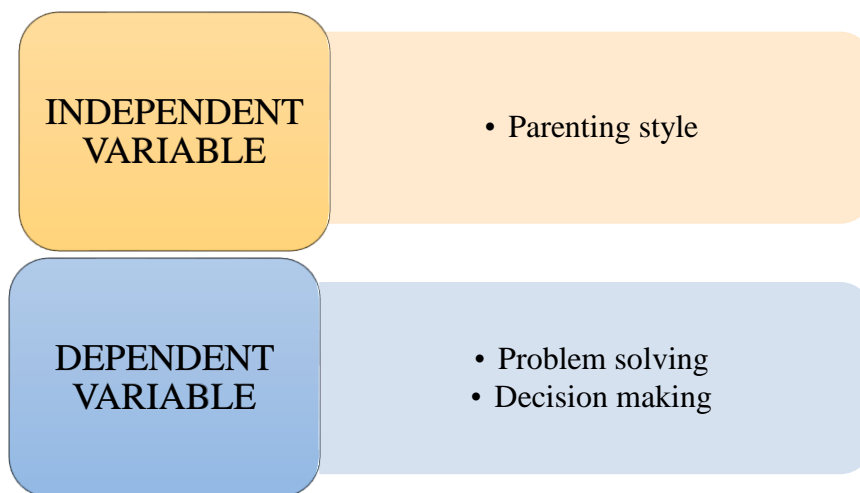 INDEPENDENT
VARIABLE
• Parenting style
DEPENDENT
VARIABLE
• Problem solving
• Decision making